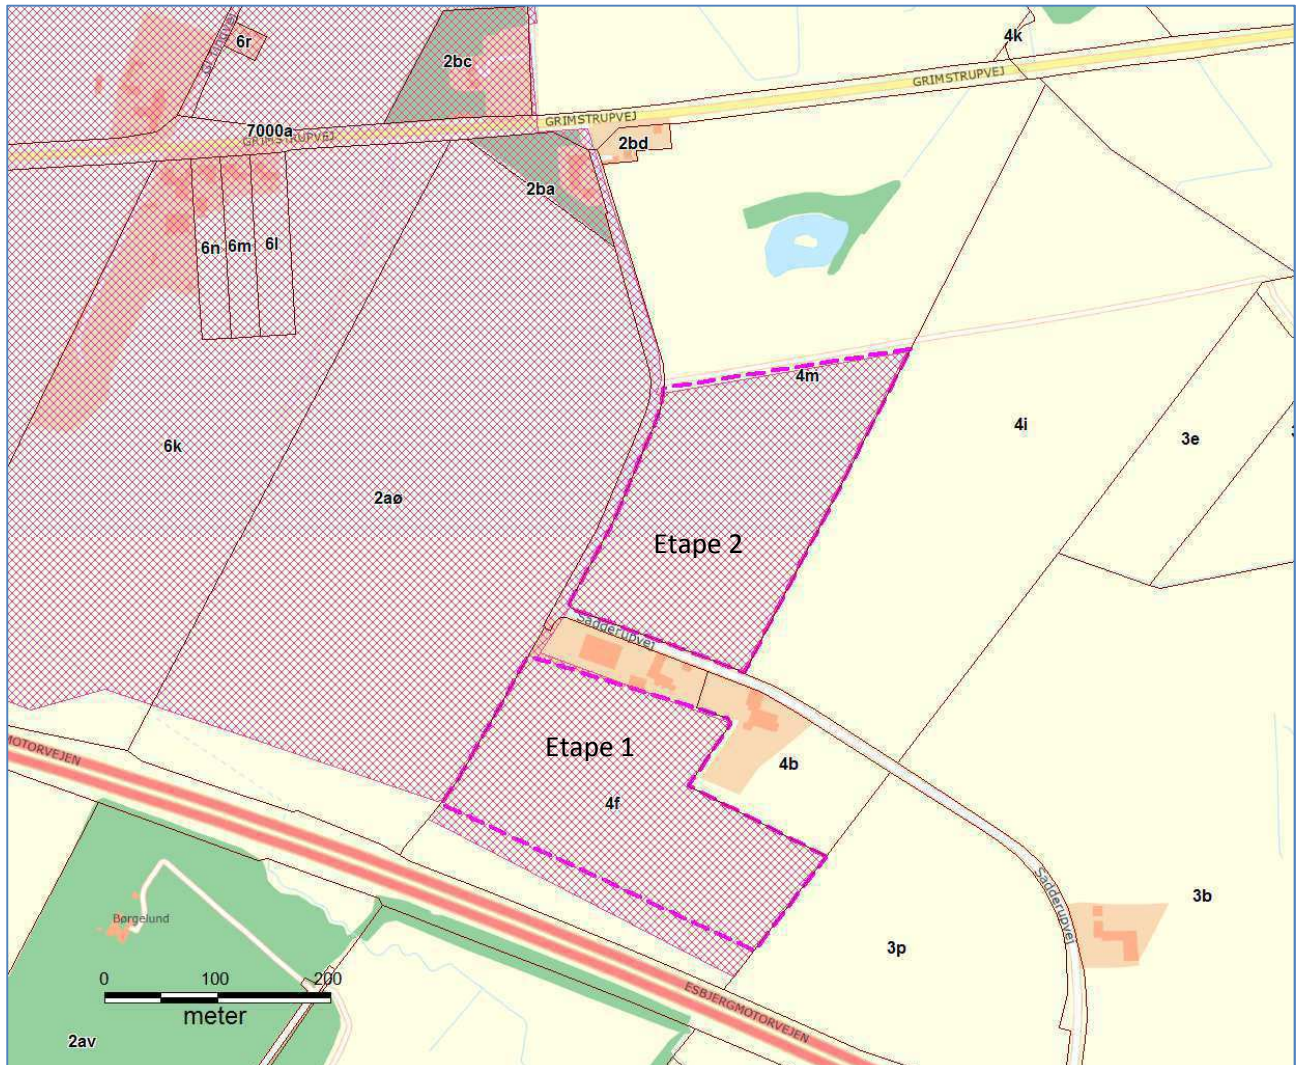 6r
4k
2bc
GRIMSTRUPVEJ
7000a
GRIMSTRUPVEJ
GRIMSTRUPVEJ
2bd
2ba
6n 6m 6l
4m
6k
4i
3e
2aø
Etape 2
Sadderupvej
Etape 1
MOTORVEJEN
4b
4f
Børgelund
Sadderupvej
3b
3p
0 100 200
meter
ESBJERGMOTORVEJEN
2av